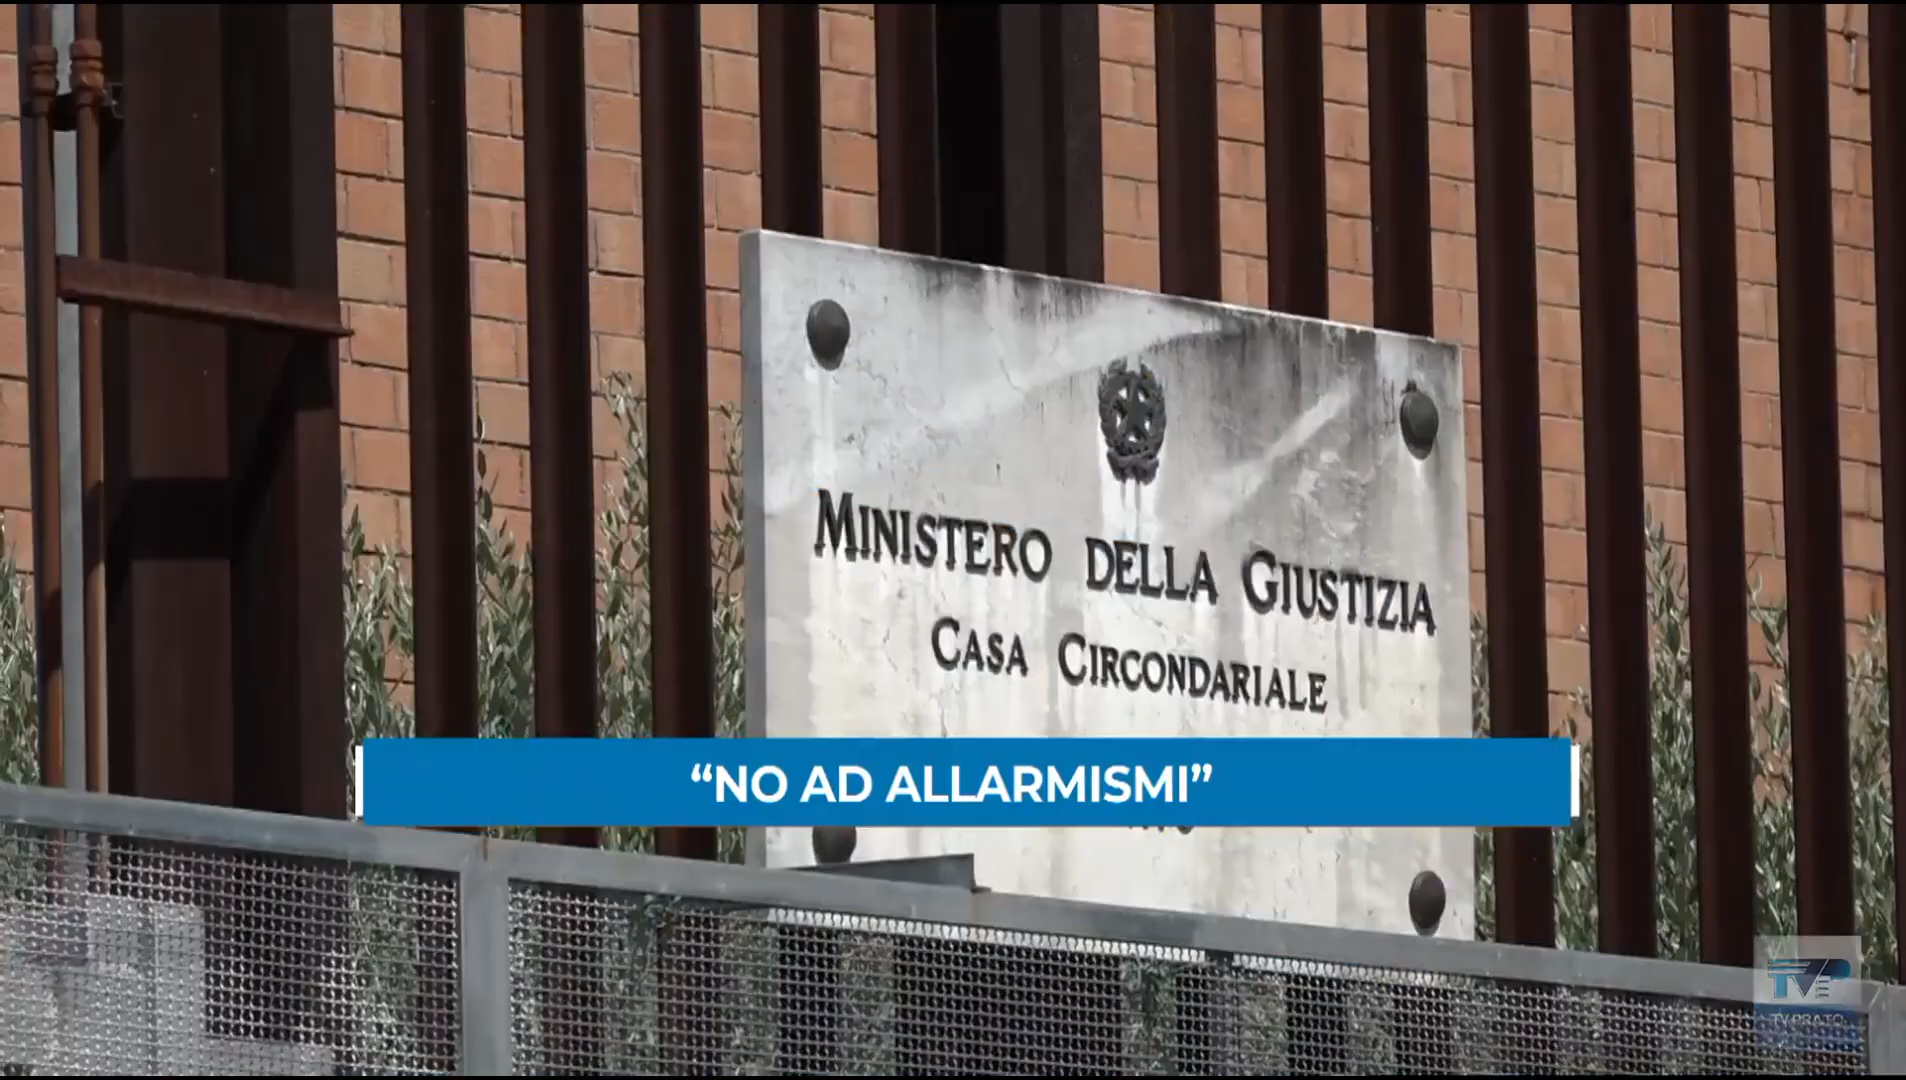 MINISTERO DELLA GIUSTIZIA
CASA CIRCONDARIALE
“NO AD ALLARMISMI”
TV PRATO